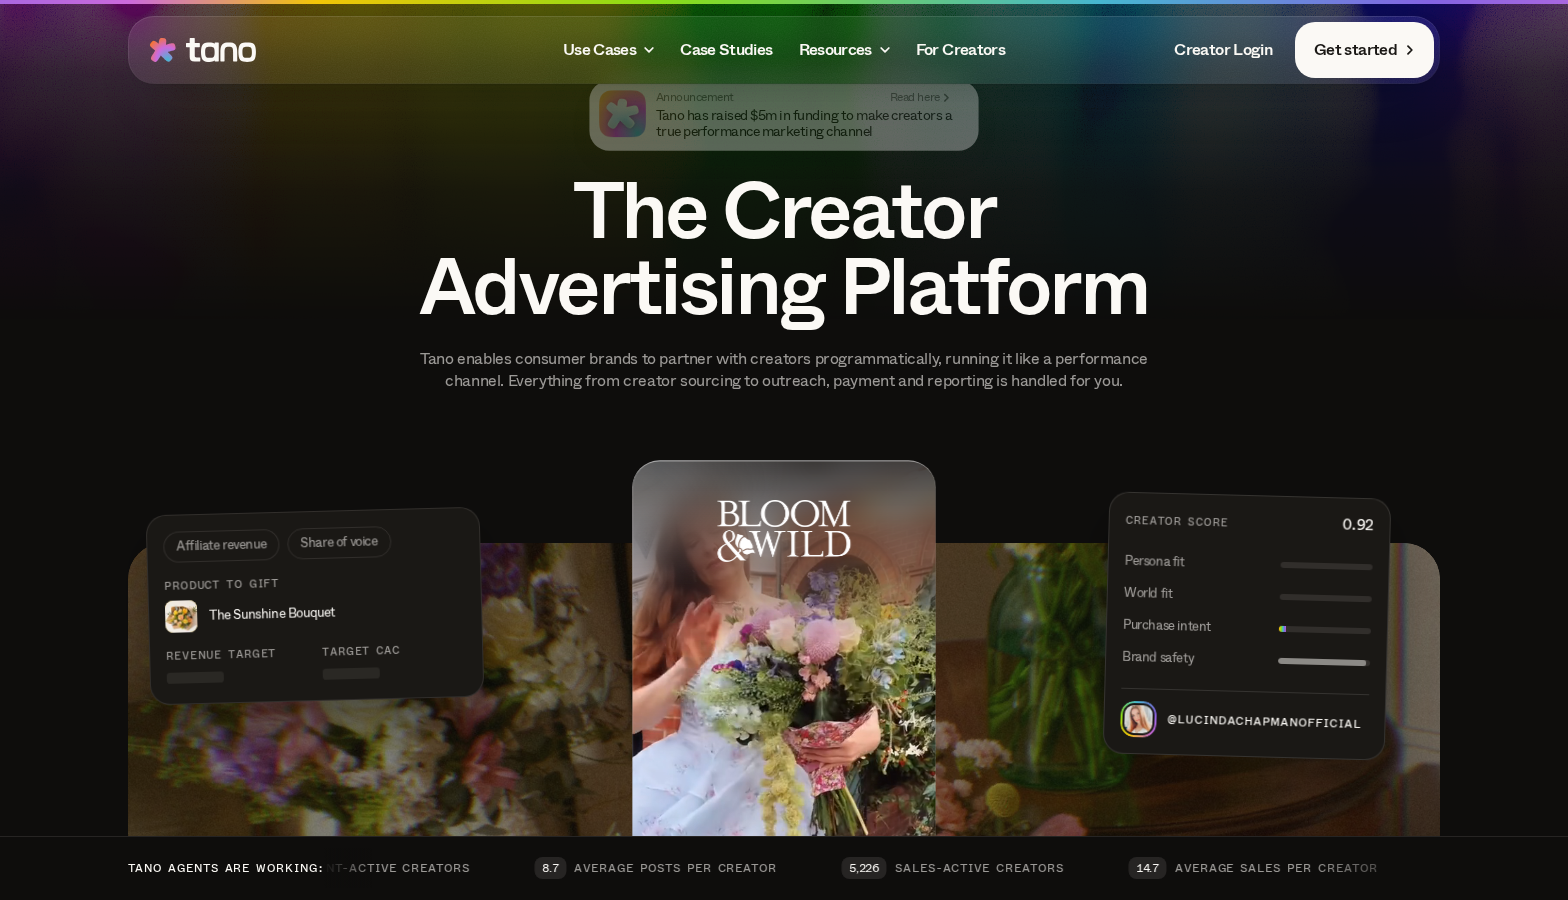 tano
Use Cases
Case Studies
Resources
For Creators
Creator Login
Get started
Announcement
Read here
Tano has raised $5m in funding to make creators a
true performance marketing channel
The Creator
Advertising Platform
Tano enables consumer brands to partner with creators programmatically, running it like a performance
channel. Everything from creator sourcing to outreach, payment and reporting is handled for you.
Affiliate revenue
Share of voice
PRODUCT TO GIFT
The Sunshine Bouquet
REVENUE TARGET
TARGET CAC
BLOOM
&WILD
CREATOR SCORE
0.92
Persona fit
World fit
Purchase intent
Brand safety
@LUCINDACHAPMANOFFICIAL
TANO AGENTS ARE WORKING:
NT-ACTIVE CREATORS
8.7 AVERAGE POSTS PER CREATOR
5,226 SALES-ACTIVE CREATORS
14.7 AVERAGE SALES PER CREATOR